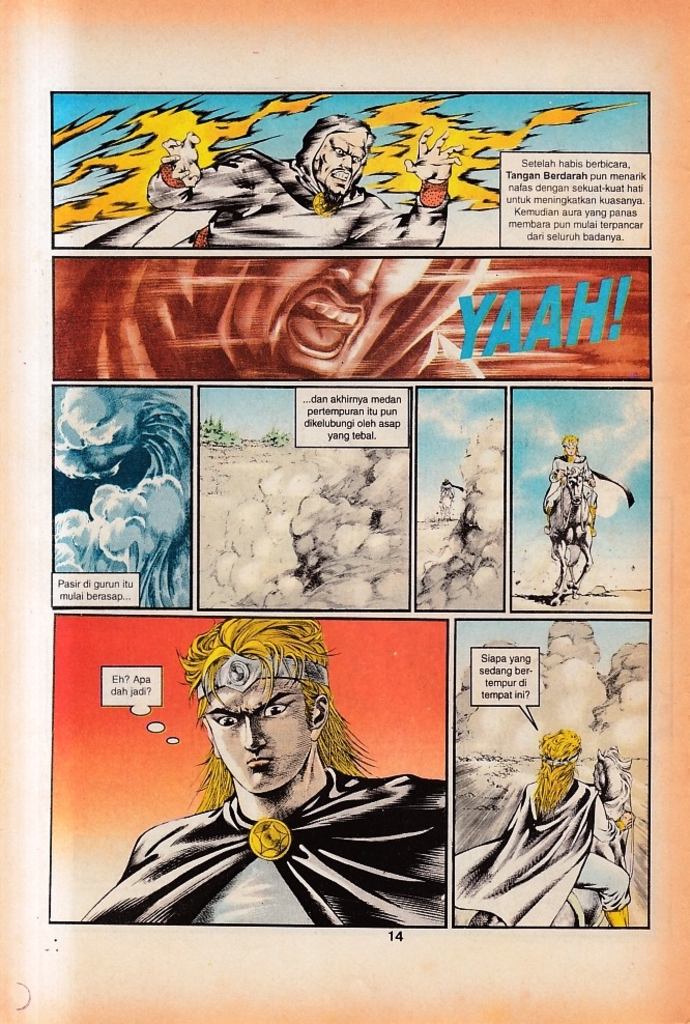 Setelah habis berbicara,
Tangan Berdarah pun menarik
nafas dengan sekuat-kuat hati
untuk meningkatkan kuasanya.
Kemudian aura yang panas
membara pun mulai terpancar
dari seluruh badanya.
YAAH!
Pasir di gurun itu
mulai berasap...
...dan akhirnya medan
pertempuran itu pun
dikelubungi oleh asap
yang tebal.
Eh? Apa
dah jadi?
Siapa yang
sedang ber-
tempur di
tempat ini?
14